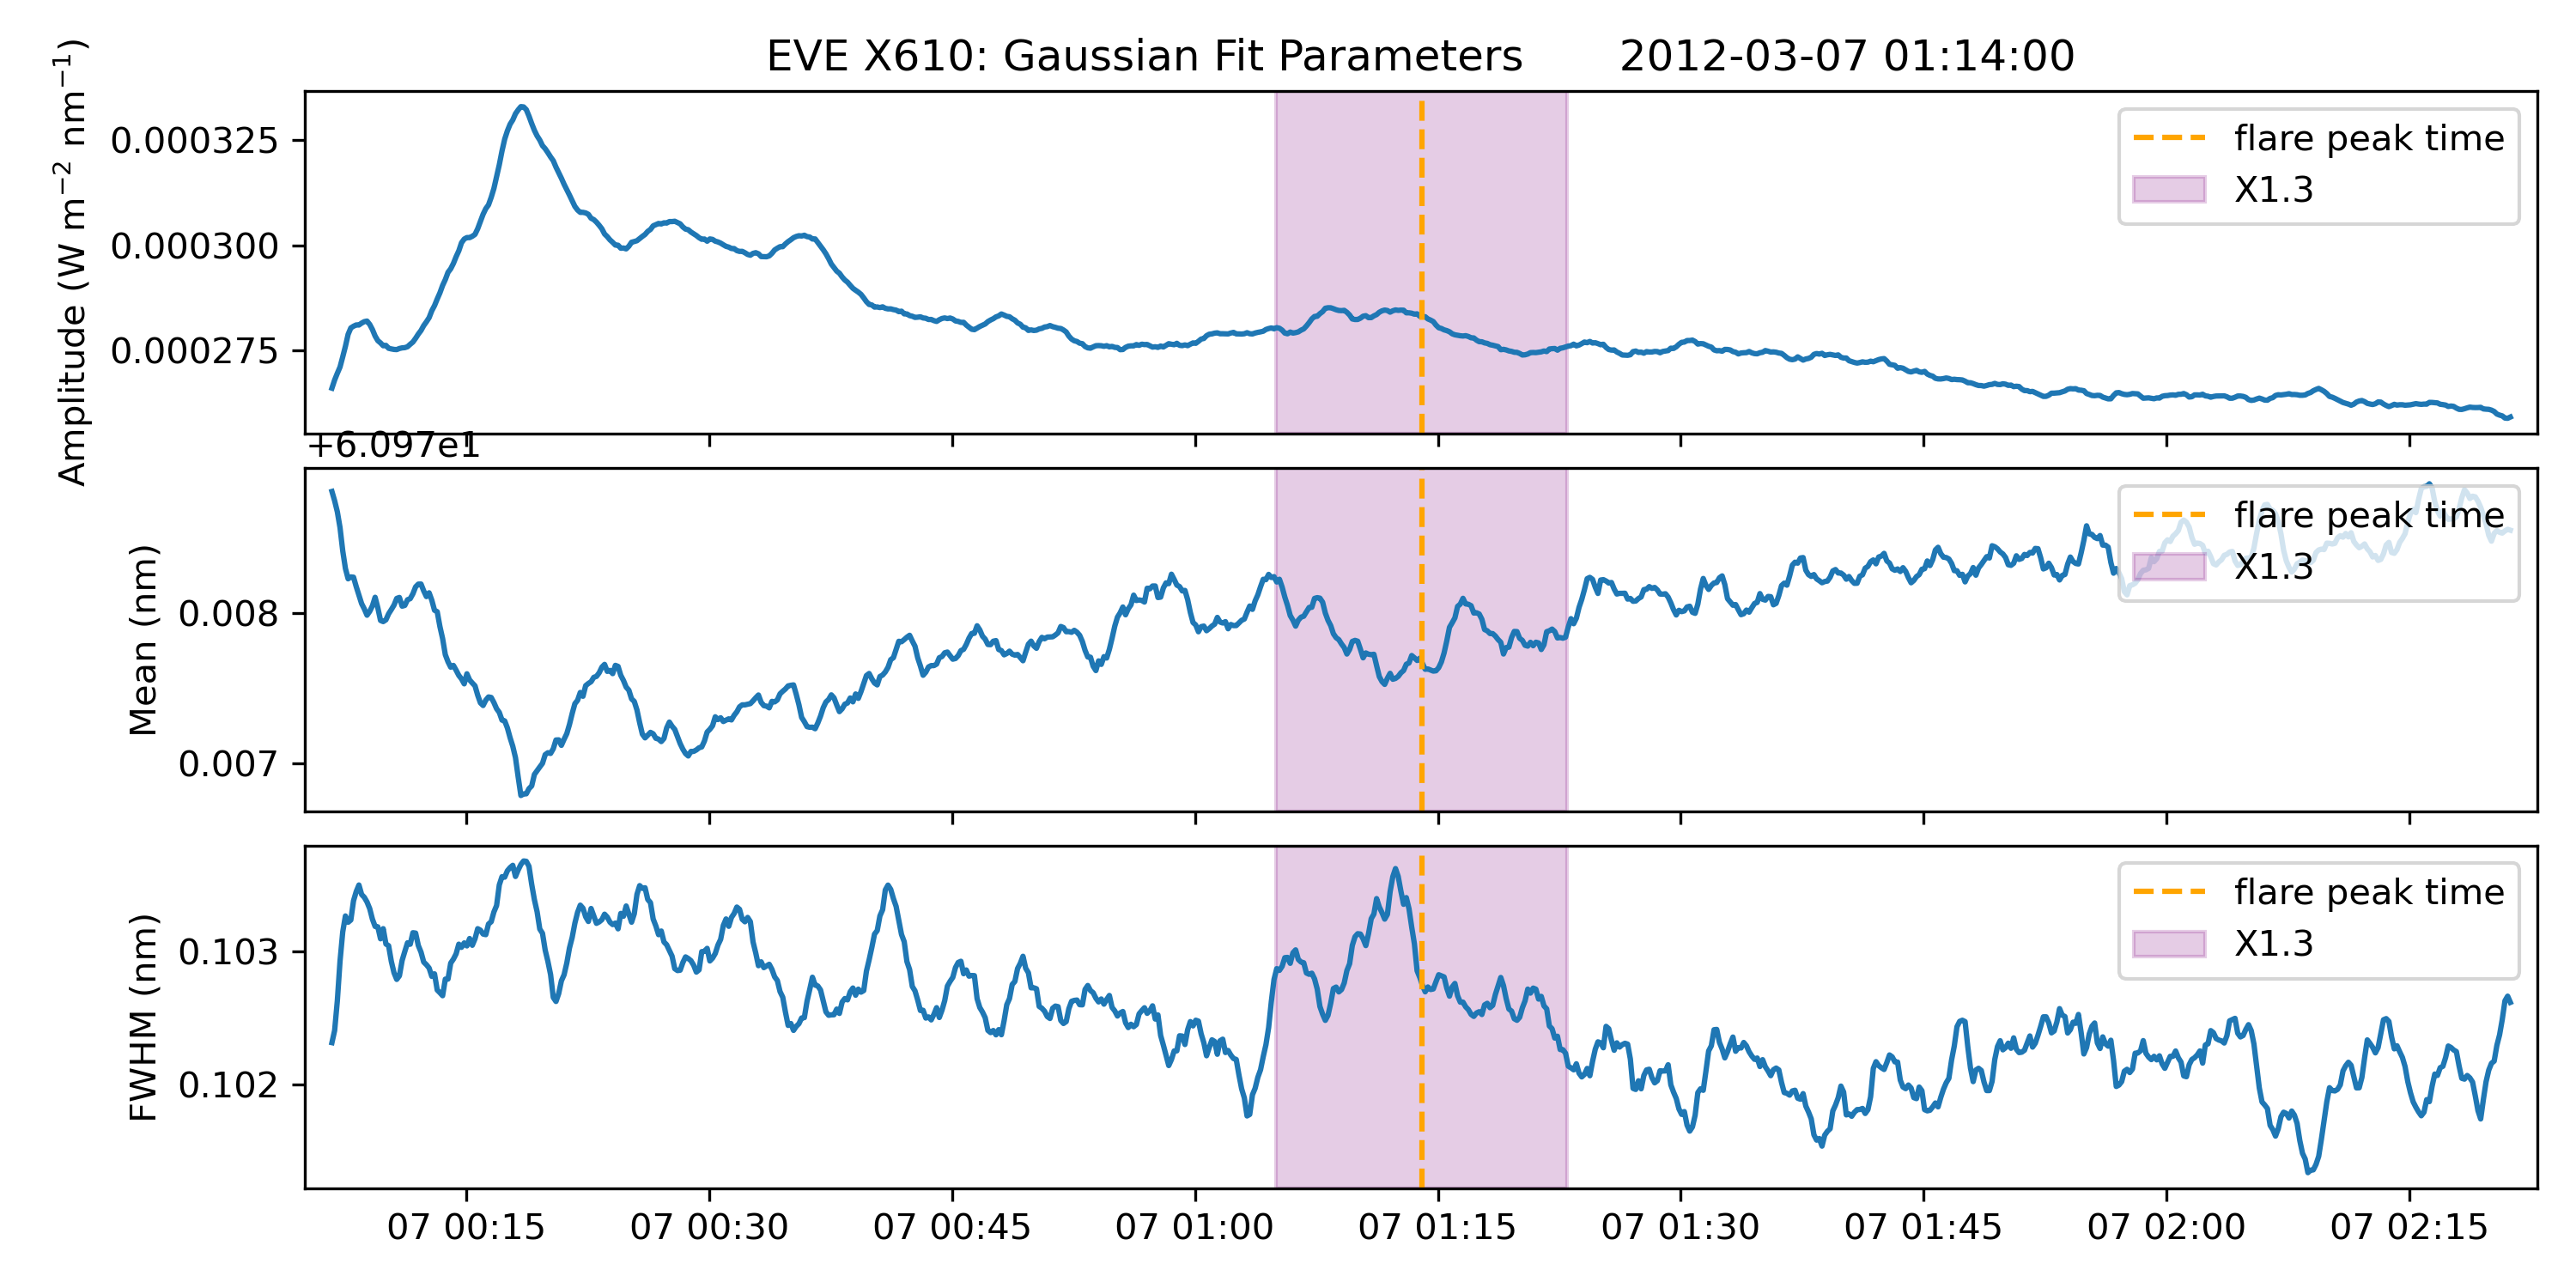 EVE X610: Gaussian Fit Parameters 2012-03-07 01:14:00
Amplitude (W m⁻² nm⁻¹)
0.000325
0.000300
0.000275
flare peak time
X1.3
+6.097e1
Mean (nm)
0.008
0.007
flare peak time
X1.3
FWHM (nm)
0.103
0.102
flare peak time
X1.3
07 00:15 07 00:30 07 00:45 07 01:00 07 01:15 07 01:30 07 01:45 07 02:00 07 02:15